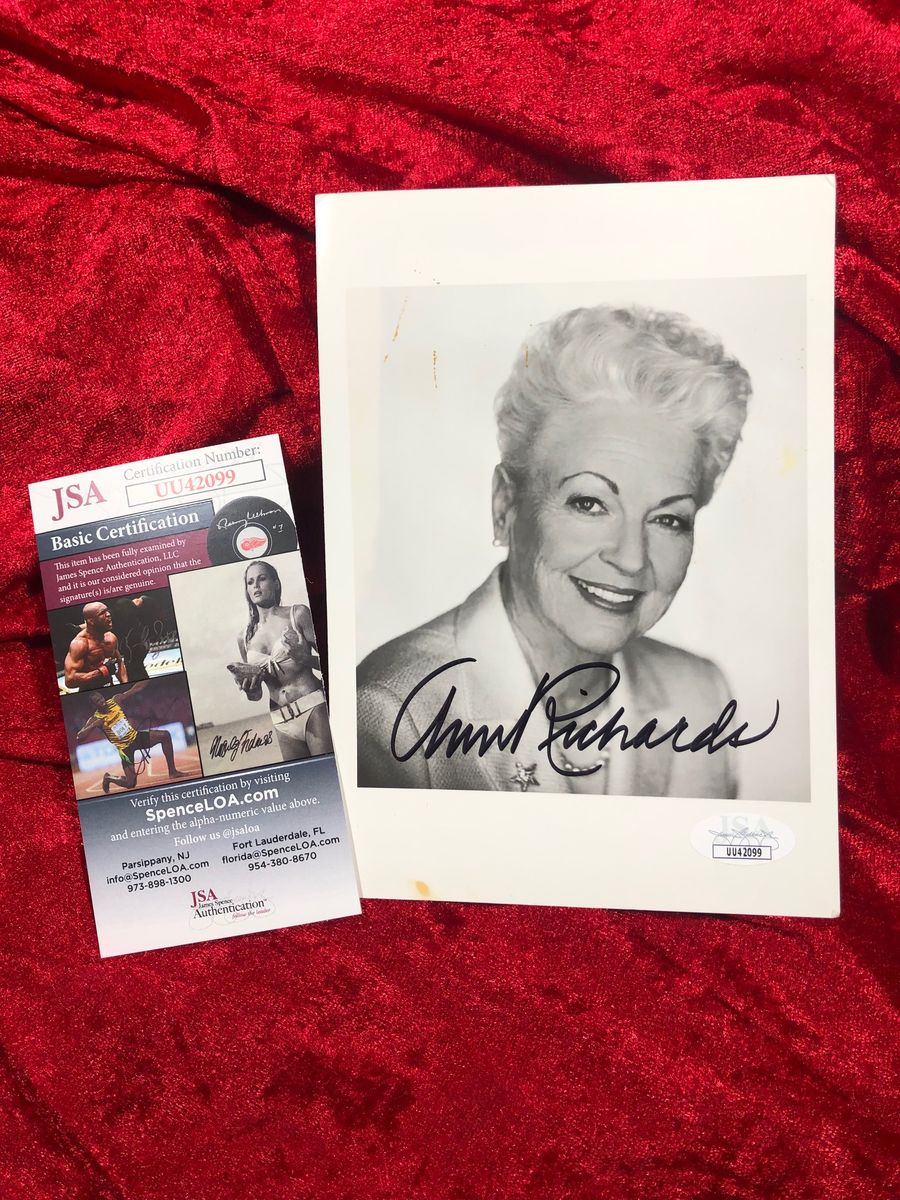 JSA
Certification Number:
UU42099
Basic Certification
This item has been fully examined by
James Spence Authentication, LLC
and it is our considered opinion that the
signature(s) is/are genuine.
Verify this certification by visiting
SpenceLOA.com
and entering the alpha-numeric value above.
Follow us @jsaloa
Parsippany, NJ
info@SpenceLOA.com
973-898-1300
Fort Lauderdale, FL
florida@SpenceLOA.com
954-380-8670
JSA
James Spence
Authentication
follow the leader
Ann Richards
JSA
UU42099